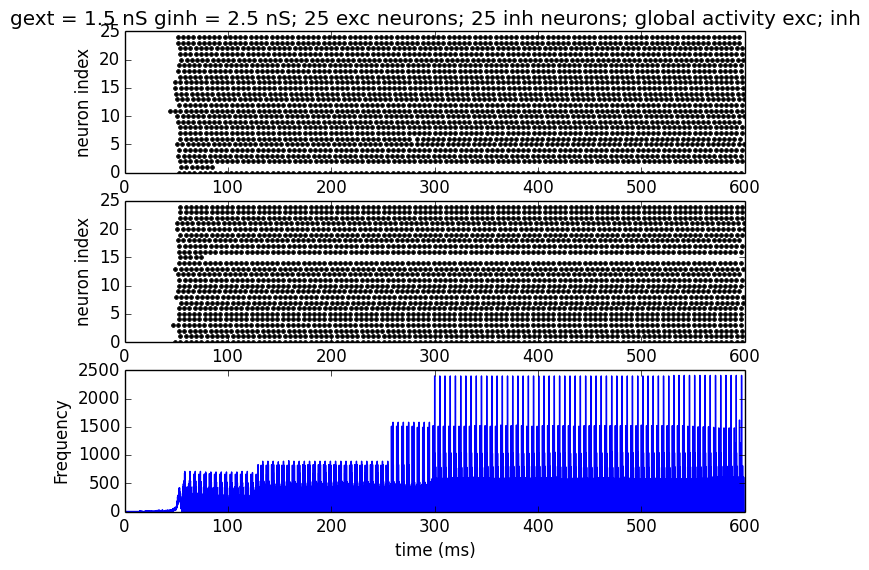 gext = 1.5 nS ginh = 2.5 nS; 25 exc neurons; 25 inh neurons; global activity exc; inh
25
20
15
10
5
0
neuron index
0 100 200 300 400 500 600
25
20
15
10
5
0
neuron index
0 100 200 300 400 500 600
2500
2000
1500
1000
500
0
Frequency
0 100 200 300 400 500 600
time (ms)